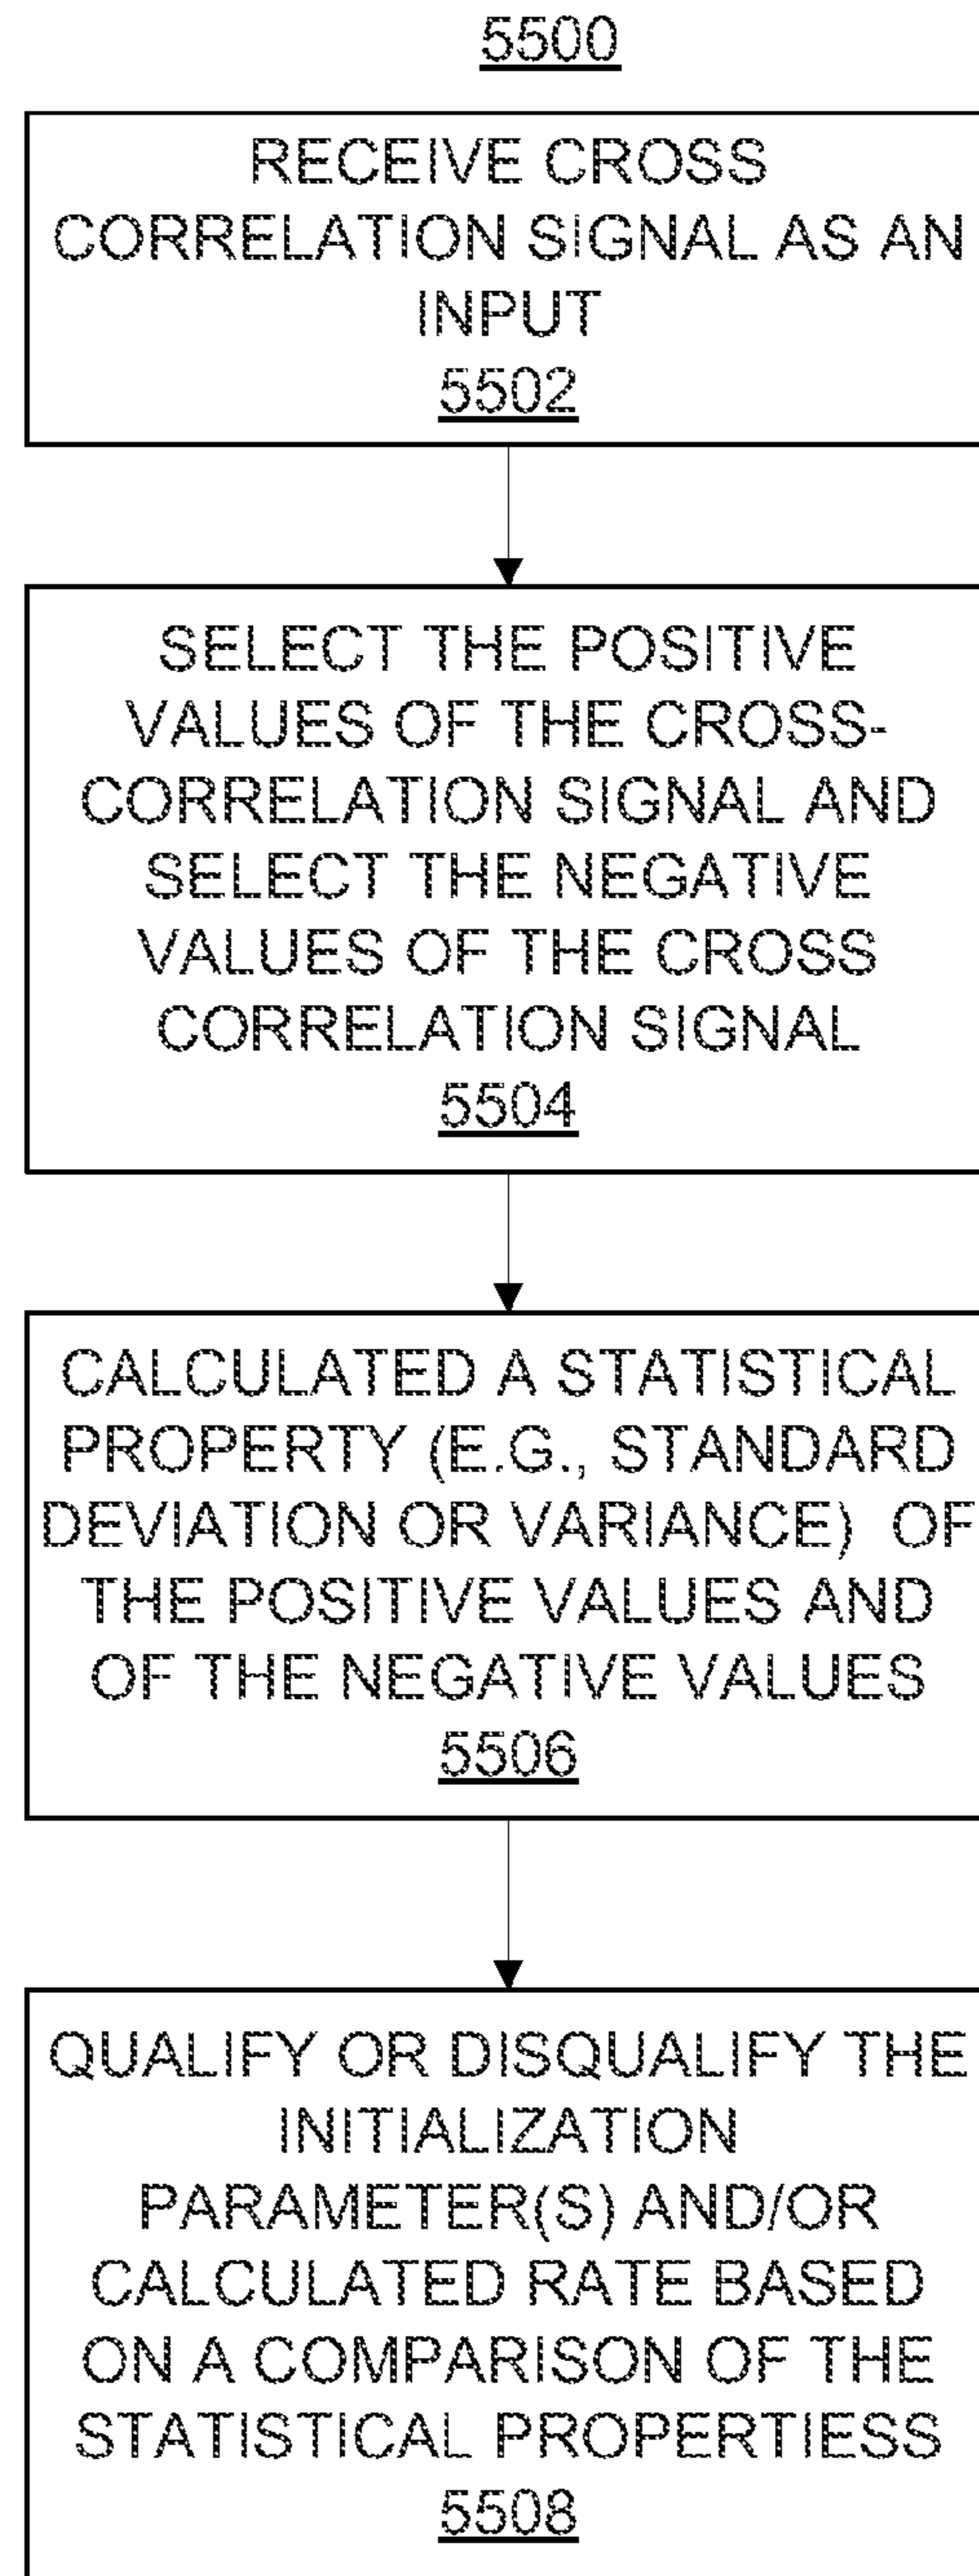 5500
RECEIVE CROSS
CORRELATION SIGNAL AS AN
INPUT
5502
SELECT THE POSITIVE
VALUES OF THE CROSS-
CORRELATION SIGNAL AND
SELECT THE NEGATIVE
VALUES OF THE CROSS
CORRELATION SIGNAL
5504
CALCULATED A STATISTICAL
PROPERTY (E.G., STANDARD
DEVIATION OR VARIANCE) OF
THE POSITIVE VALUES AND
OF THE NEGATIVE VALUES
5506
QUALIFY OR DISQUALIFY THE
INITIALIZATION
PARAMETER(S) AND/OR
CALCULATED RATE BASED
ON A COMPARISON OF THE
STATISTICAL PROPERTIESS
5508